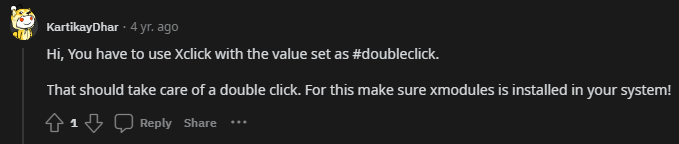 KartikayDhar · 4 yr. ago
Hi, You have to use Xclick with the value set as #doubleclick.
That should take care of a double click. For this make sure xmodules is installed in your system!
1 Reply Share ···